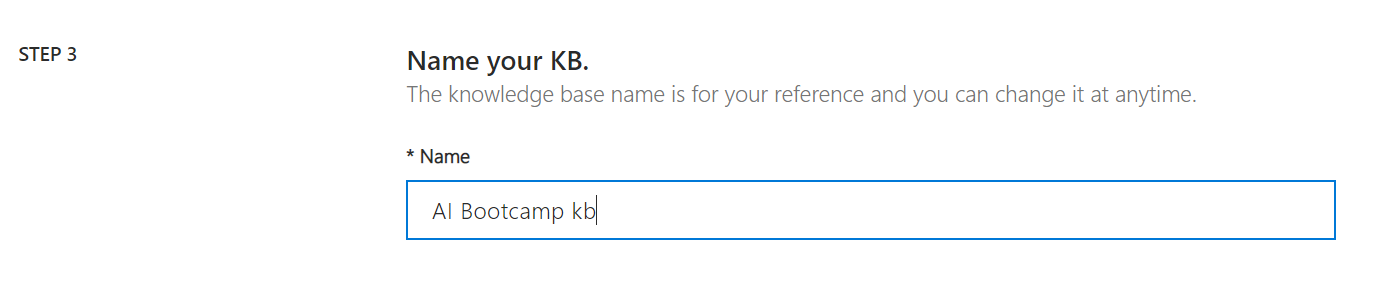 STEP 3
Name your KB.
The knowledge base name is for your reference and you can change it at anytime.
* Name
AI Bootcamp kb